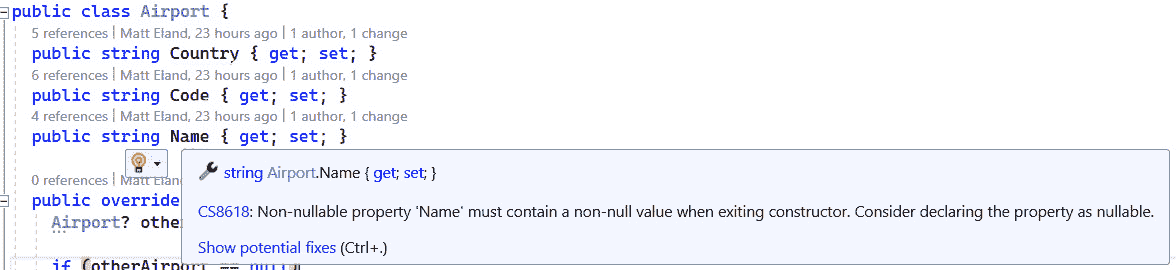 public class Airport {
5 references | Matt Eland, 23 hours ago | 1 author, 1 change
public string Country { get; set; }
6 references | Matt Eland, 23 hours ago | 1 author, 1 change
public string Code { get; set; }
4 references | Matt Eland, 23 hours ago | 1 author, 1 change
public string Name { get; set; }
string Airport.Name { get; set; }
0 references | Matt Eland
public override
CS8618: Non-nullable property 'Name' must contain a non-null value when exiting constructor. Consider declaring the property as nullable.
Airport?
Show potential fixes (Ctrl+.)
if (otherAirport == null)